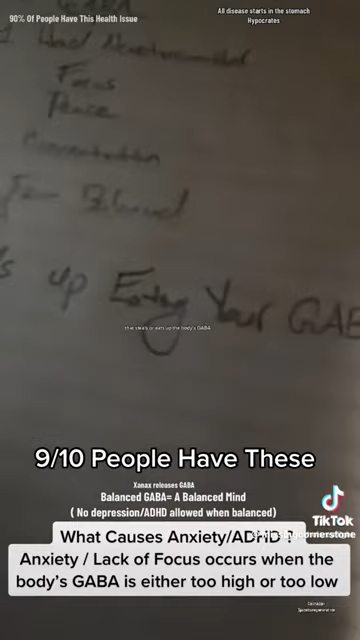 90% Of People Have This Health Issue
All disease starts in the stomach
Hypocrates
Focus
Peace
Concentration
Balanced
up Eating Your GAB
that steals or eats up the body's GABA
9/10 People Have These
Xanax releases GABA
Balanced GABA= A Balanced Mind
( No depression/ADHD allowed when balanced)
TikTok
What Causes Anxiety/ADHD ?
Anxiety / Lack of Focus occurs when the
body's GABA is either too high or too low